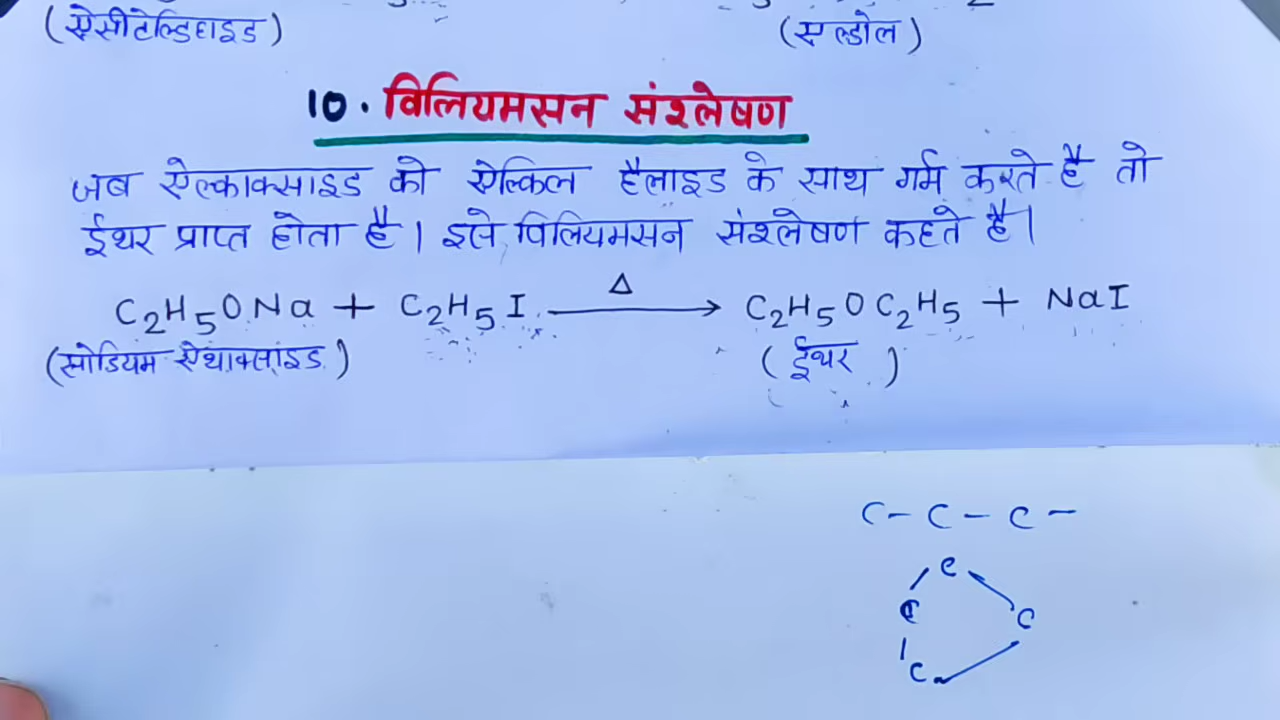 (ऐसीटेल्डिहाइड) (एल्डोल)
10. विलियमसन संश्लेषण
जब ऐल्काक्साइड को ऐल्किल हैलाइड के साथ गर्म करते है तो
ईथर प्राप्त होता है। इसे विलियमसन संश्लेषण कहते है।
C₂H₅ONa + C₂H₅I —Δ→ C₂H₅OC₂H₅ + NaI
(सोडियम ऐथाक्साइड) (ईथर)
C – C – C –
C
C C
C